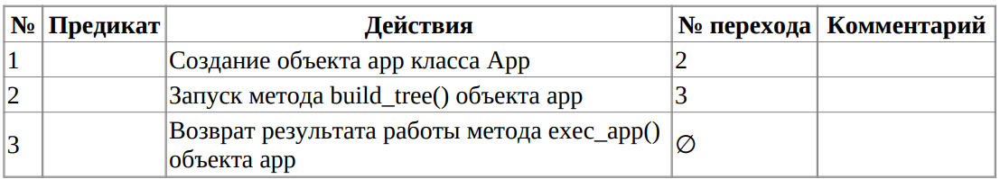 № Предикат Действия № перехода Комментарий
1 Создание объекта app класса App 2
2 Запуск метода build_tree() объекта app 3
3 Возврат результата работы метода exec_app() ∅
объекта app